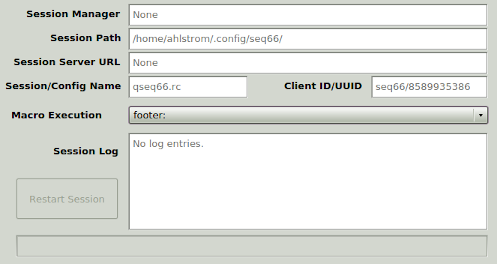 Session Manager None
Session Path /home/ahlstrom/.config/seq66/
Session Server URL None
Session/Config Name qseq66.rc Client ID/UUID seq66/8589935386
Macro Execution footer:
Session Log No log entries.
Restart Session